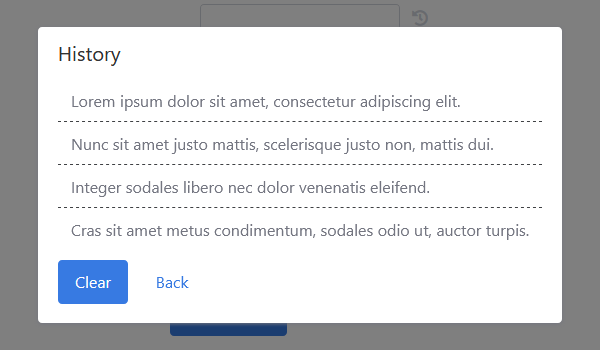 History
Lorem ipsum dolor sit amet, consectetur adipiscing elit.
Nunc sit amet justo mattis, scelerisque justo non, mattis dui.
Integer sodales libero nec dolor venenatis eleifend.
Cras sit amet metus condimentum, sodales odio ut, auctor turpis.
Clear Back